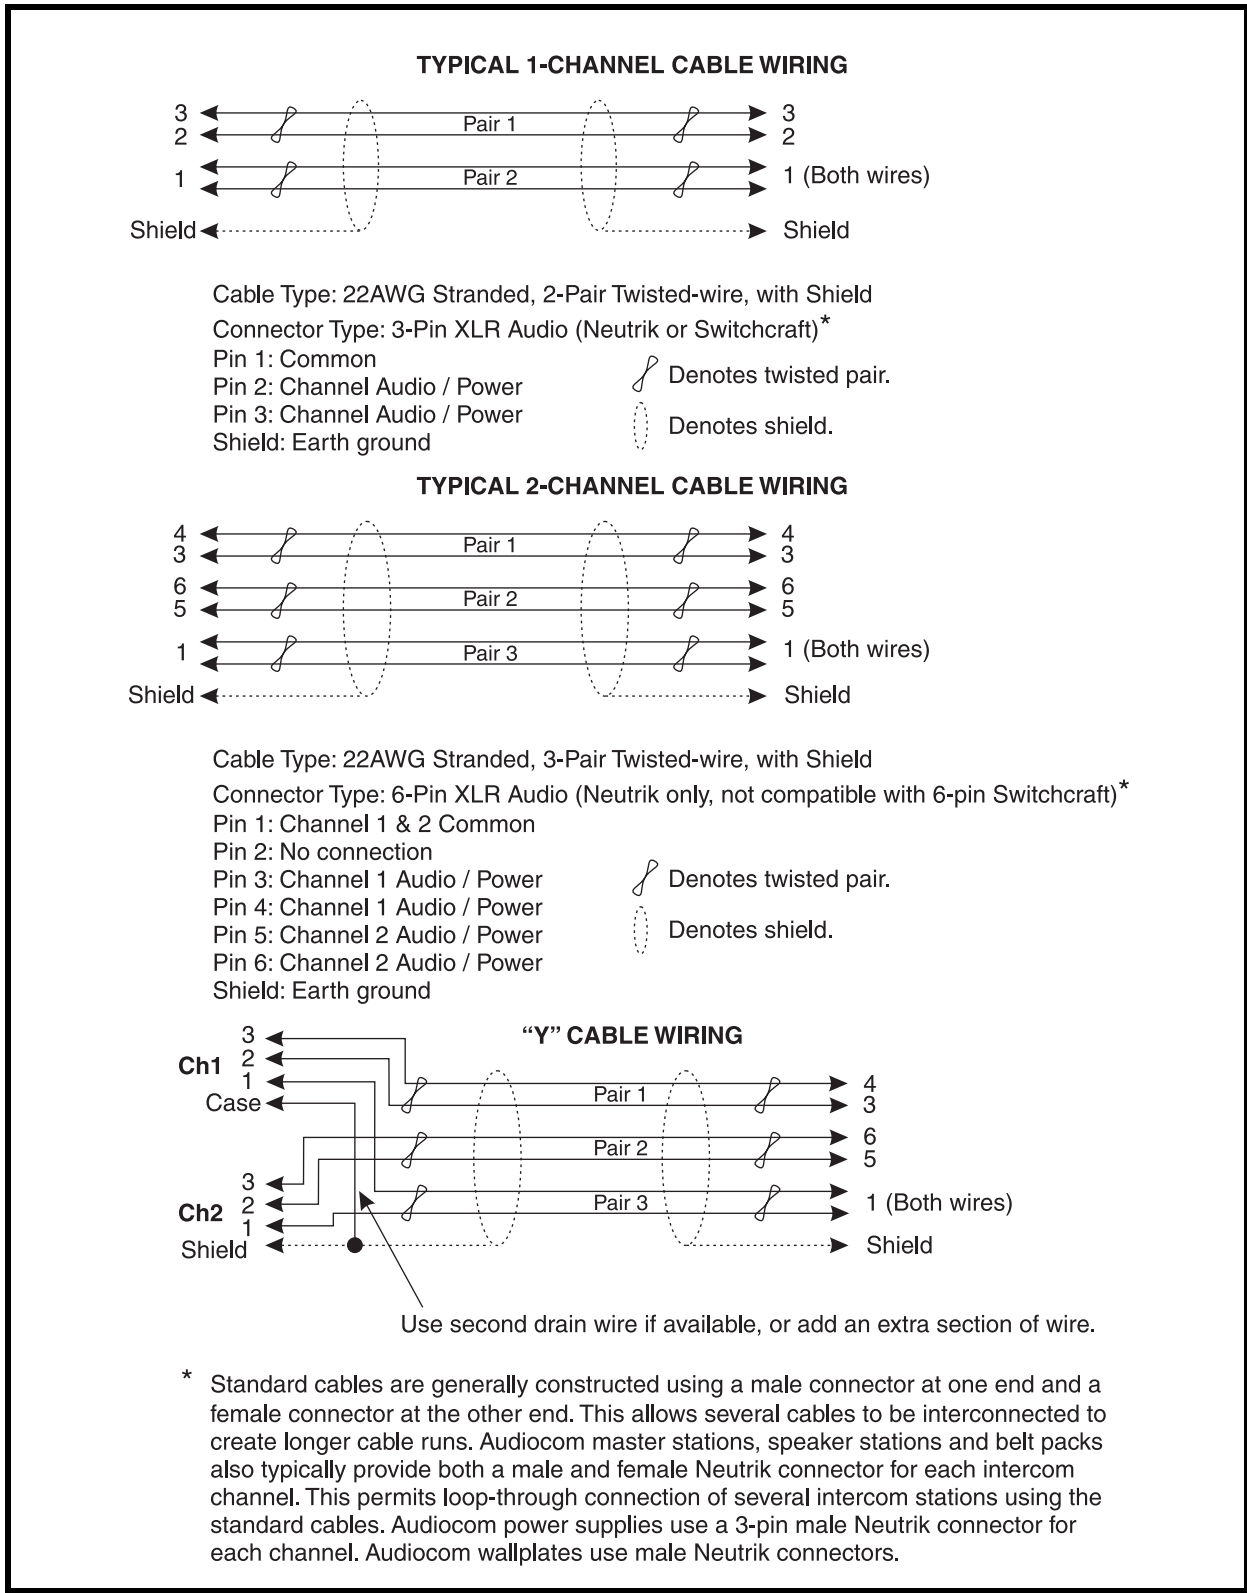 TYPICAL 1-CHANNEL CABLE WIRING
3
2
Pair 1
3
2
1
Pair 2
1 (Both wires)
Shield
Shield
Cable Type: 22AWG Stranded, 2-Pair Twisted-wire, with Shield
Connector Type: 3-Pin XLR Audio (Neutrik or Switchcraft)*
Pin 1: Common
Pin 2: Channel Audio / Power
Pin 3: Channel Audio / Power
Shield: Earth ground
Denotes twisted pair.
Denotes shield.
TYPICAL 2-CHANNEL CABLE WIRING
4
3
Pair 1
4
3
6
5
Pair 2
6
5
1
Pair 3
1 (Both wires)
Shield
Shield
Cable Type: 22AWG Stranded, 3-Pair Twisted-wire, with Shield
Connector Type: 6-Pin XLR Audio (Neutrik only, not compatible with 6-pin Switchcraft)*
Pin 1: Channel 1 & 2 Common
Pin 2: No connection
Pin 3: Channel 1 Audio / Power
Pin 4: Channel 1 Audio / Power
Pin 5: Channel 2 Audio / Power
Pin 6: Channel 2 Audio / Power
Shield: Earth ground
Denotes twisted pair.
Denotes shield.
“Y” CABLE WIRING
Ch1
3
2
1
Case
Pair 1
4
3
Pair 2
6
5
Ch2
3
2
1
Pair 3
1 (Both wires)
Shield
Shield
Use second drain wire if available, or add an extra section of wire.
* Standard cables are generally constructed using a male connector at one end and a
female connector at the other end. This allows several cables to be interconnected to
create longer cable runs. Audiocom master stations, speaker stations and belt packs
also typically provide both a male and female Neutrik connector for each intercom
channel. This permits loop-through connection of several intercom stations using the
standard cables. Audiocom power supplies use a 3-pin male Neutrik connector for
each channel. Audiocom wallplates use male Neutrik connectors.